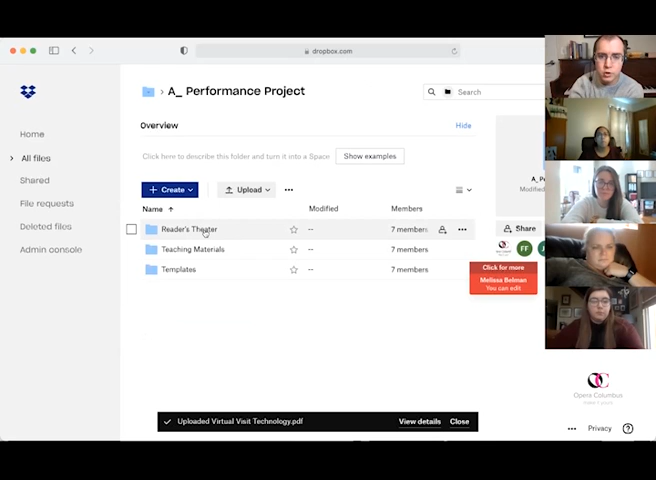 dropbox.com
A_ Performance Project
Search
Overview
Hide
Click here to describe this folder and turn it into a Space
Show examples
Home
All files
Shared
File requests
Deleted files
Admin console
Create
Upload
Name
Modified
Members
Reader's Theater
--
7 members
Teaching Materials
--
7 members
Templates
--
7 members
Modified
Share
FF
Click for more
Melissa Belman
You can edit
Opera Columbus
Uploaded Virtual Visit Technology.pdf
View details
Close
Privacy